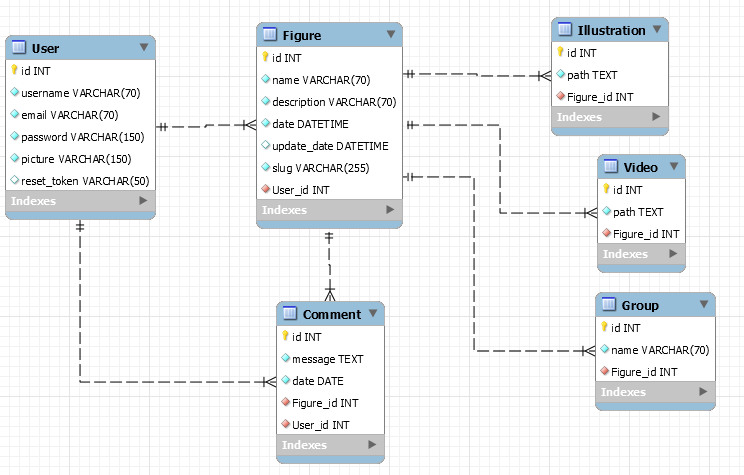 User
id INT
username VARCHAR(70)
email VARCHAR(70)
password VARCHAR(150)
picture VARCHAR(150)
reset_token VARCHAR(50)
Indexes
Figure
id INT
name VARCHAR(70)
description VARCHAR(70)
date DATETIME
update_date DATETIME
slug VARCHAR(255)
User_id INT
Indexes
Illustration
id INT
path TEXT
Figure_id INT
Indexes
Video
id INT
path TEXT
Figure_id INT
Indexes
Group
id INT
name VARCHAR(70)
Figure_id INT
Indexes
Comment
id INT
message TEXT
date DATE
Figure_id INT
User_id INT
Indexes